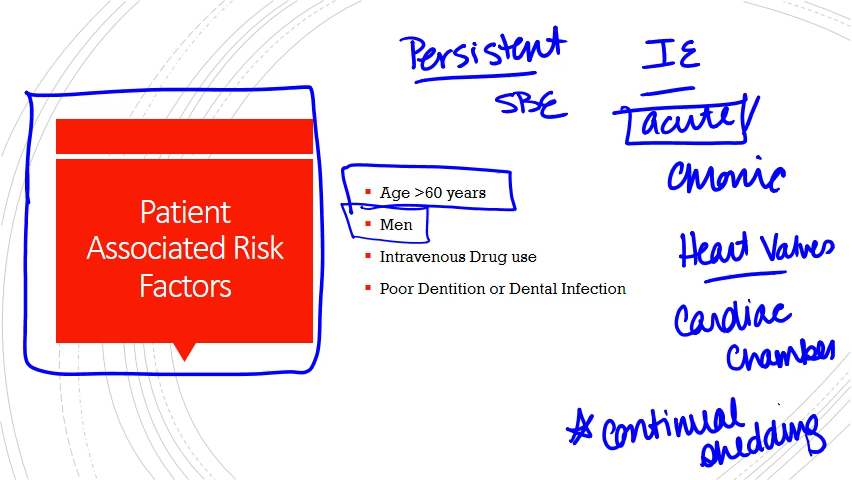 Persistent
SBE
IE
acute/
Chronic
Heart Valves
Cardiac
Chamber
continual
shedding
Patient
Associated Risk
Factors
Age >60 years
Men
Intravenous Drug use
Poor Dentition or Dental Infection